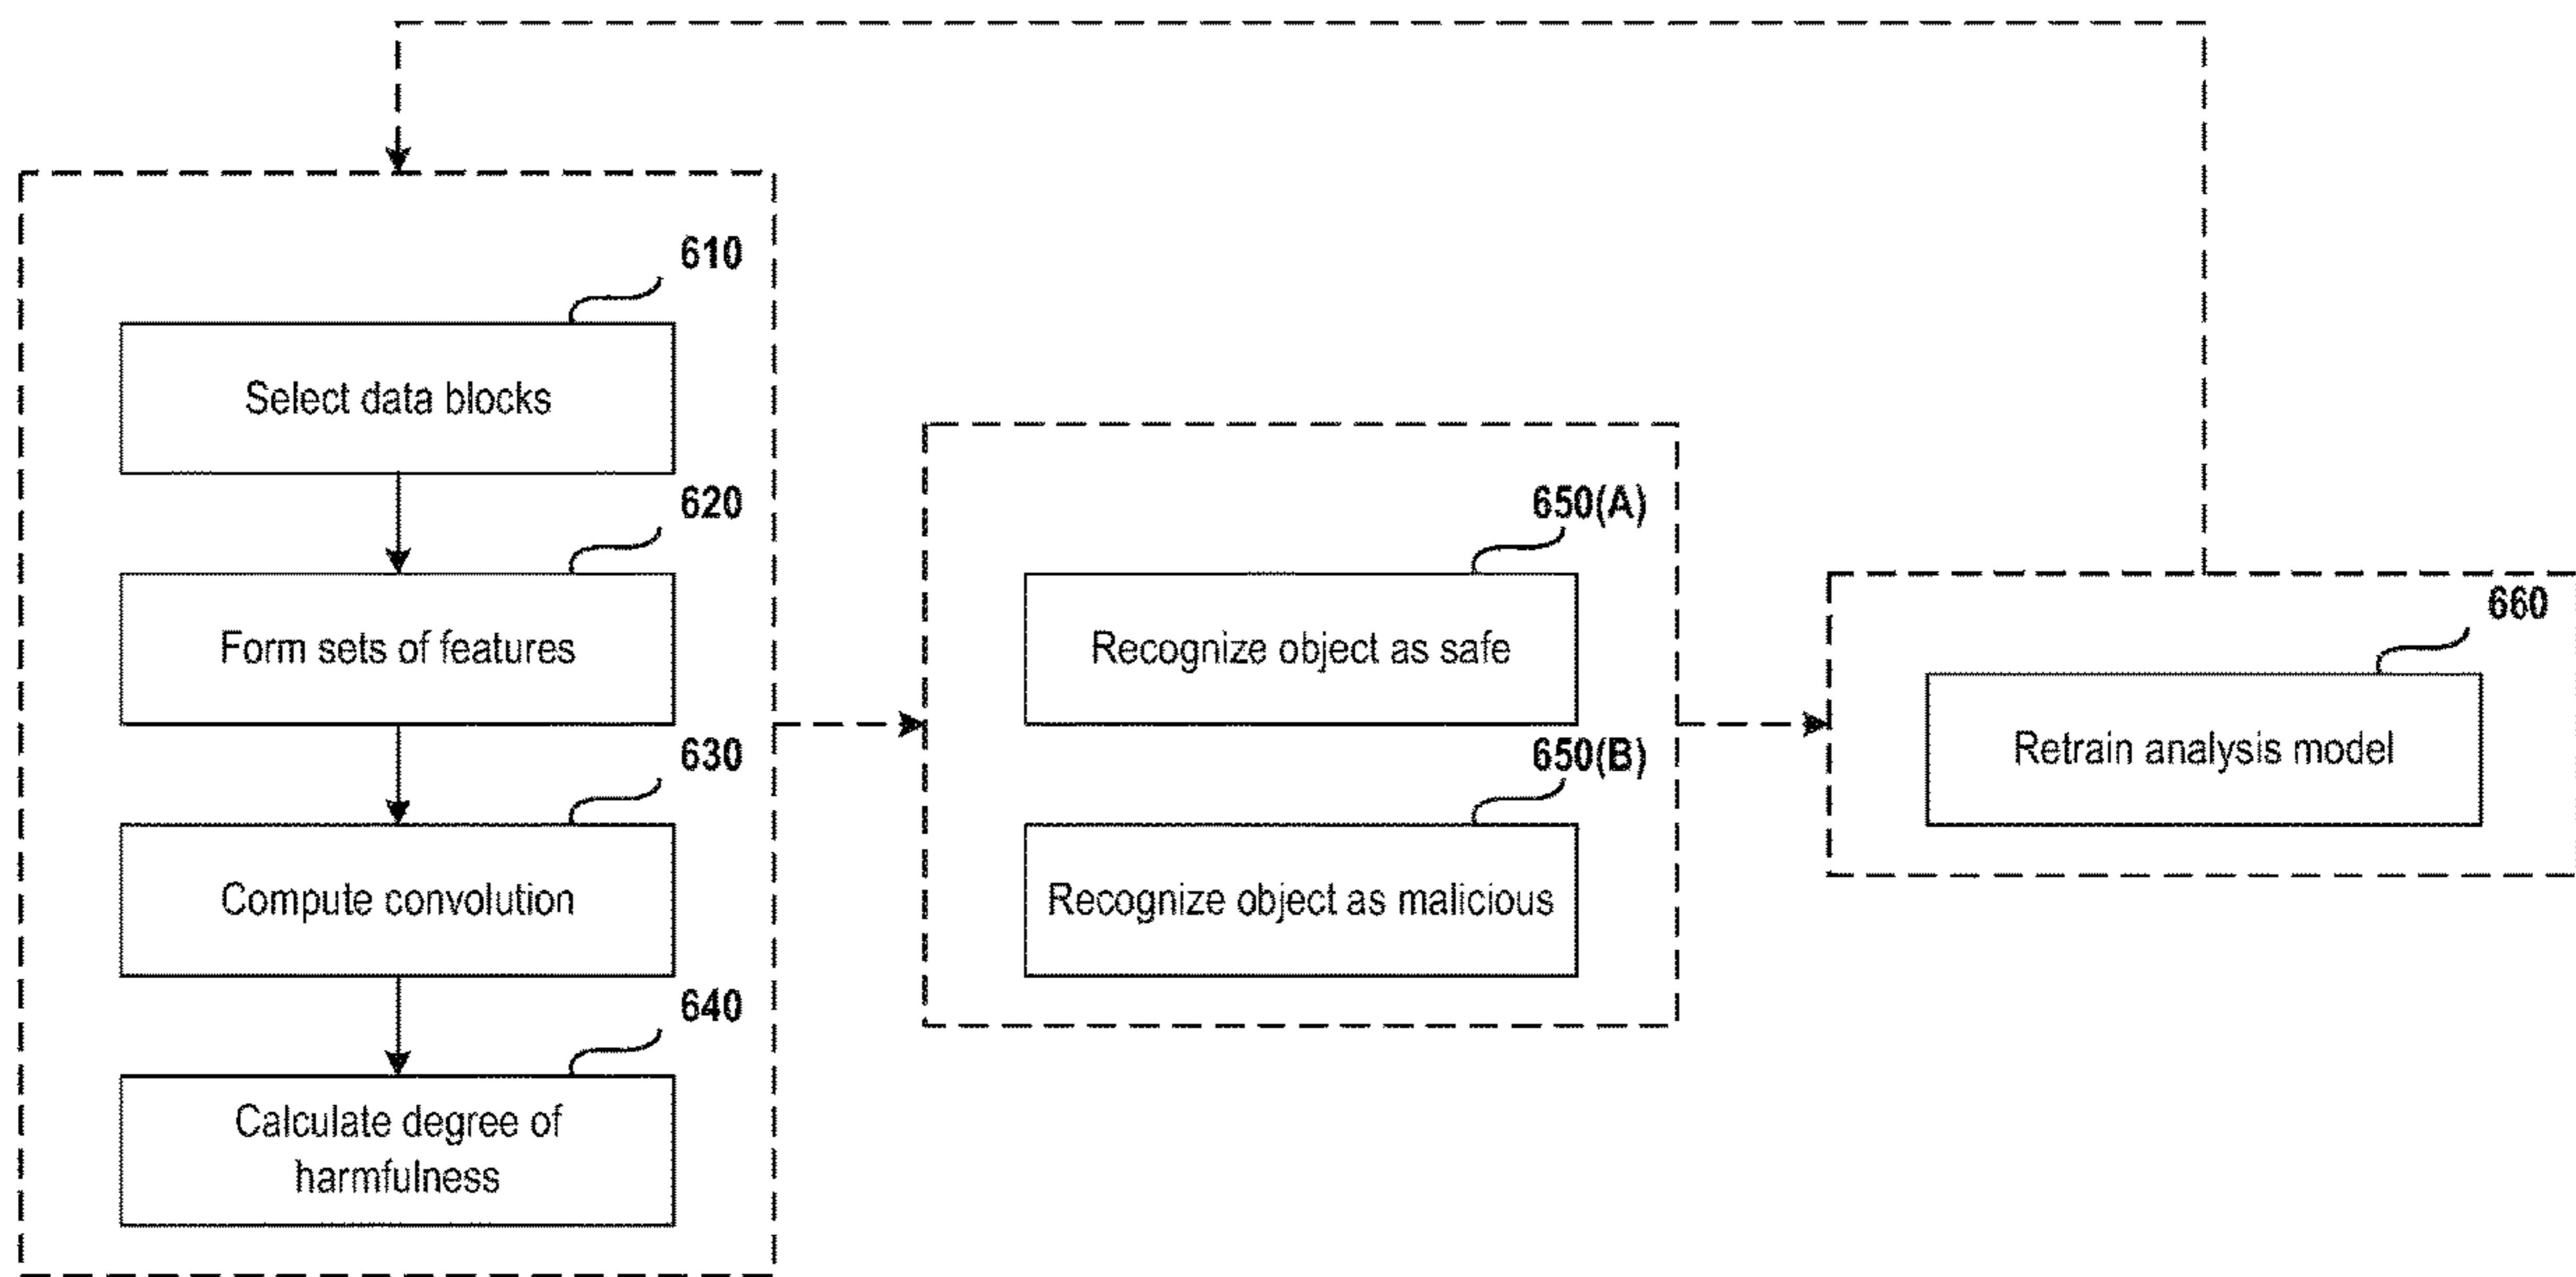 610
Select data blocks
620
Form sets of features
630
Compute convolution
640
Calculate degree of
harmfulness
650(A)
Recognize object as safe
650(B)
Recognize object as malicious
660
Retrain analysis model